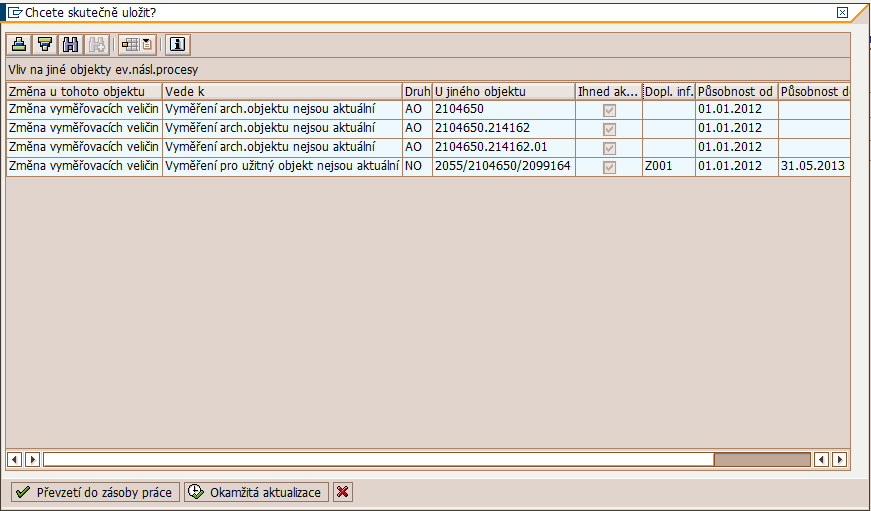 Chcete skutečně uložit?
Vliv na jiné objekty ev.násl.procesy
Změna u tohoto objektu Vede k Druh U jiného objektu Ihned ak... Dopl. inf. Působnost od Působnost do
Změna vyměřovacích veličin Vyměření arch.objektu nejsou aktuální AO 2104650 01.01.2012
Změna vyměřovacích veličin Vyměření arch.objektu nejsou aktuální AO 2104650.214162 01.01.2012
Změna vyměřovacích veličin Vyměření arch.objektu nejsou aktuální AO 2104650.214162.01 01.01.2012
Změna vyměřovacích veličin Vyměření pro užitný objekt nejsou aktuální NO 2055/2104650/2099164 Z001 01.01.2012 31.05.2013
Převzetí do zásoby práce Okamžitá aktualizace